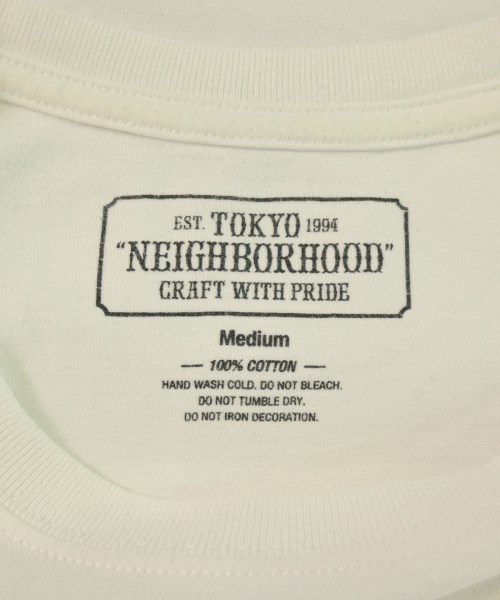 EST. TOKYO 1994
"NEIGHBORHOOD"
CRAFT WITH PRIDE
Medium
— 100% COTTON —
HAND WASH COLD. DO NOT BLEACH.
DO NOT TUMBLE DRY.
DO NOT IRON DECORATION.